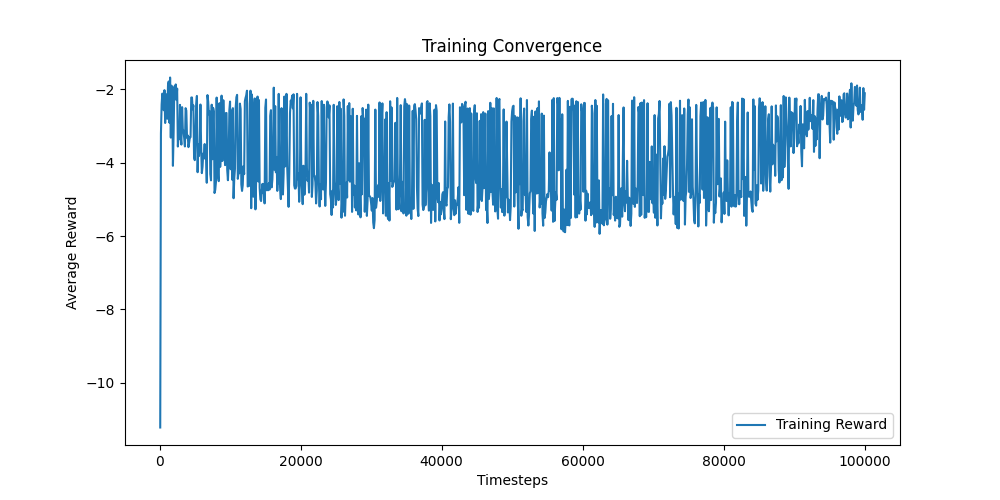 Training Convergence
Average Reward
−2
−4
−6
−8
−10
Training Reward
0 20000 40000 60000 80000 100000
Timesteps